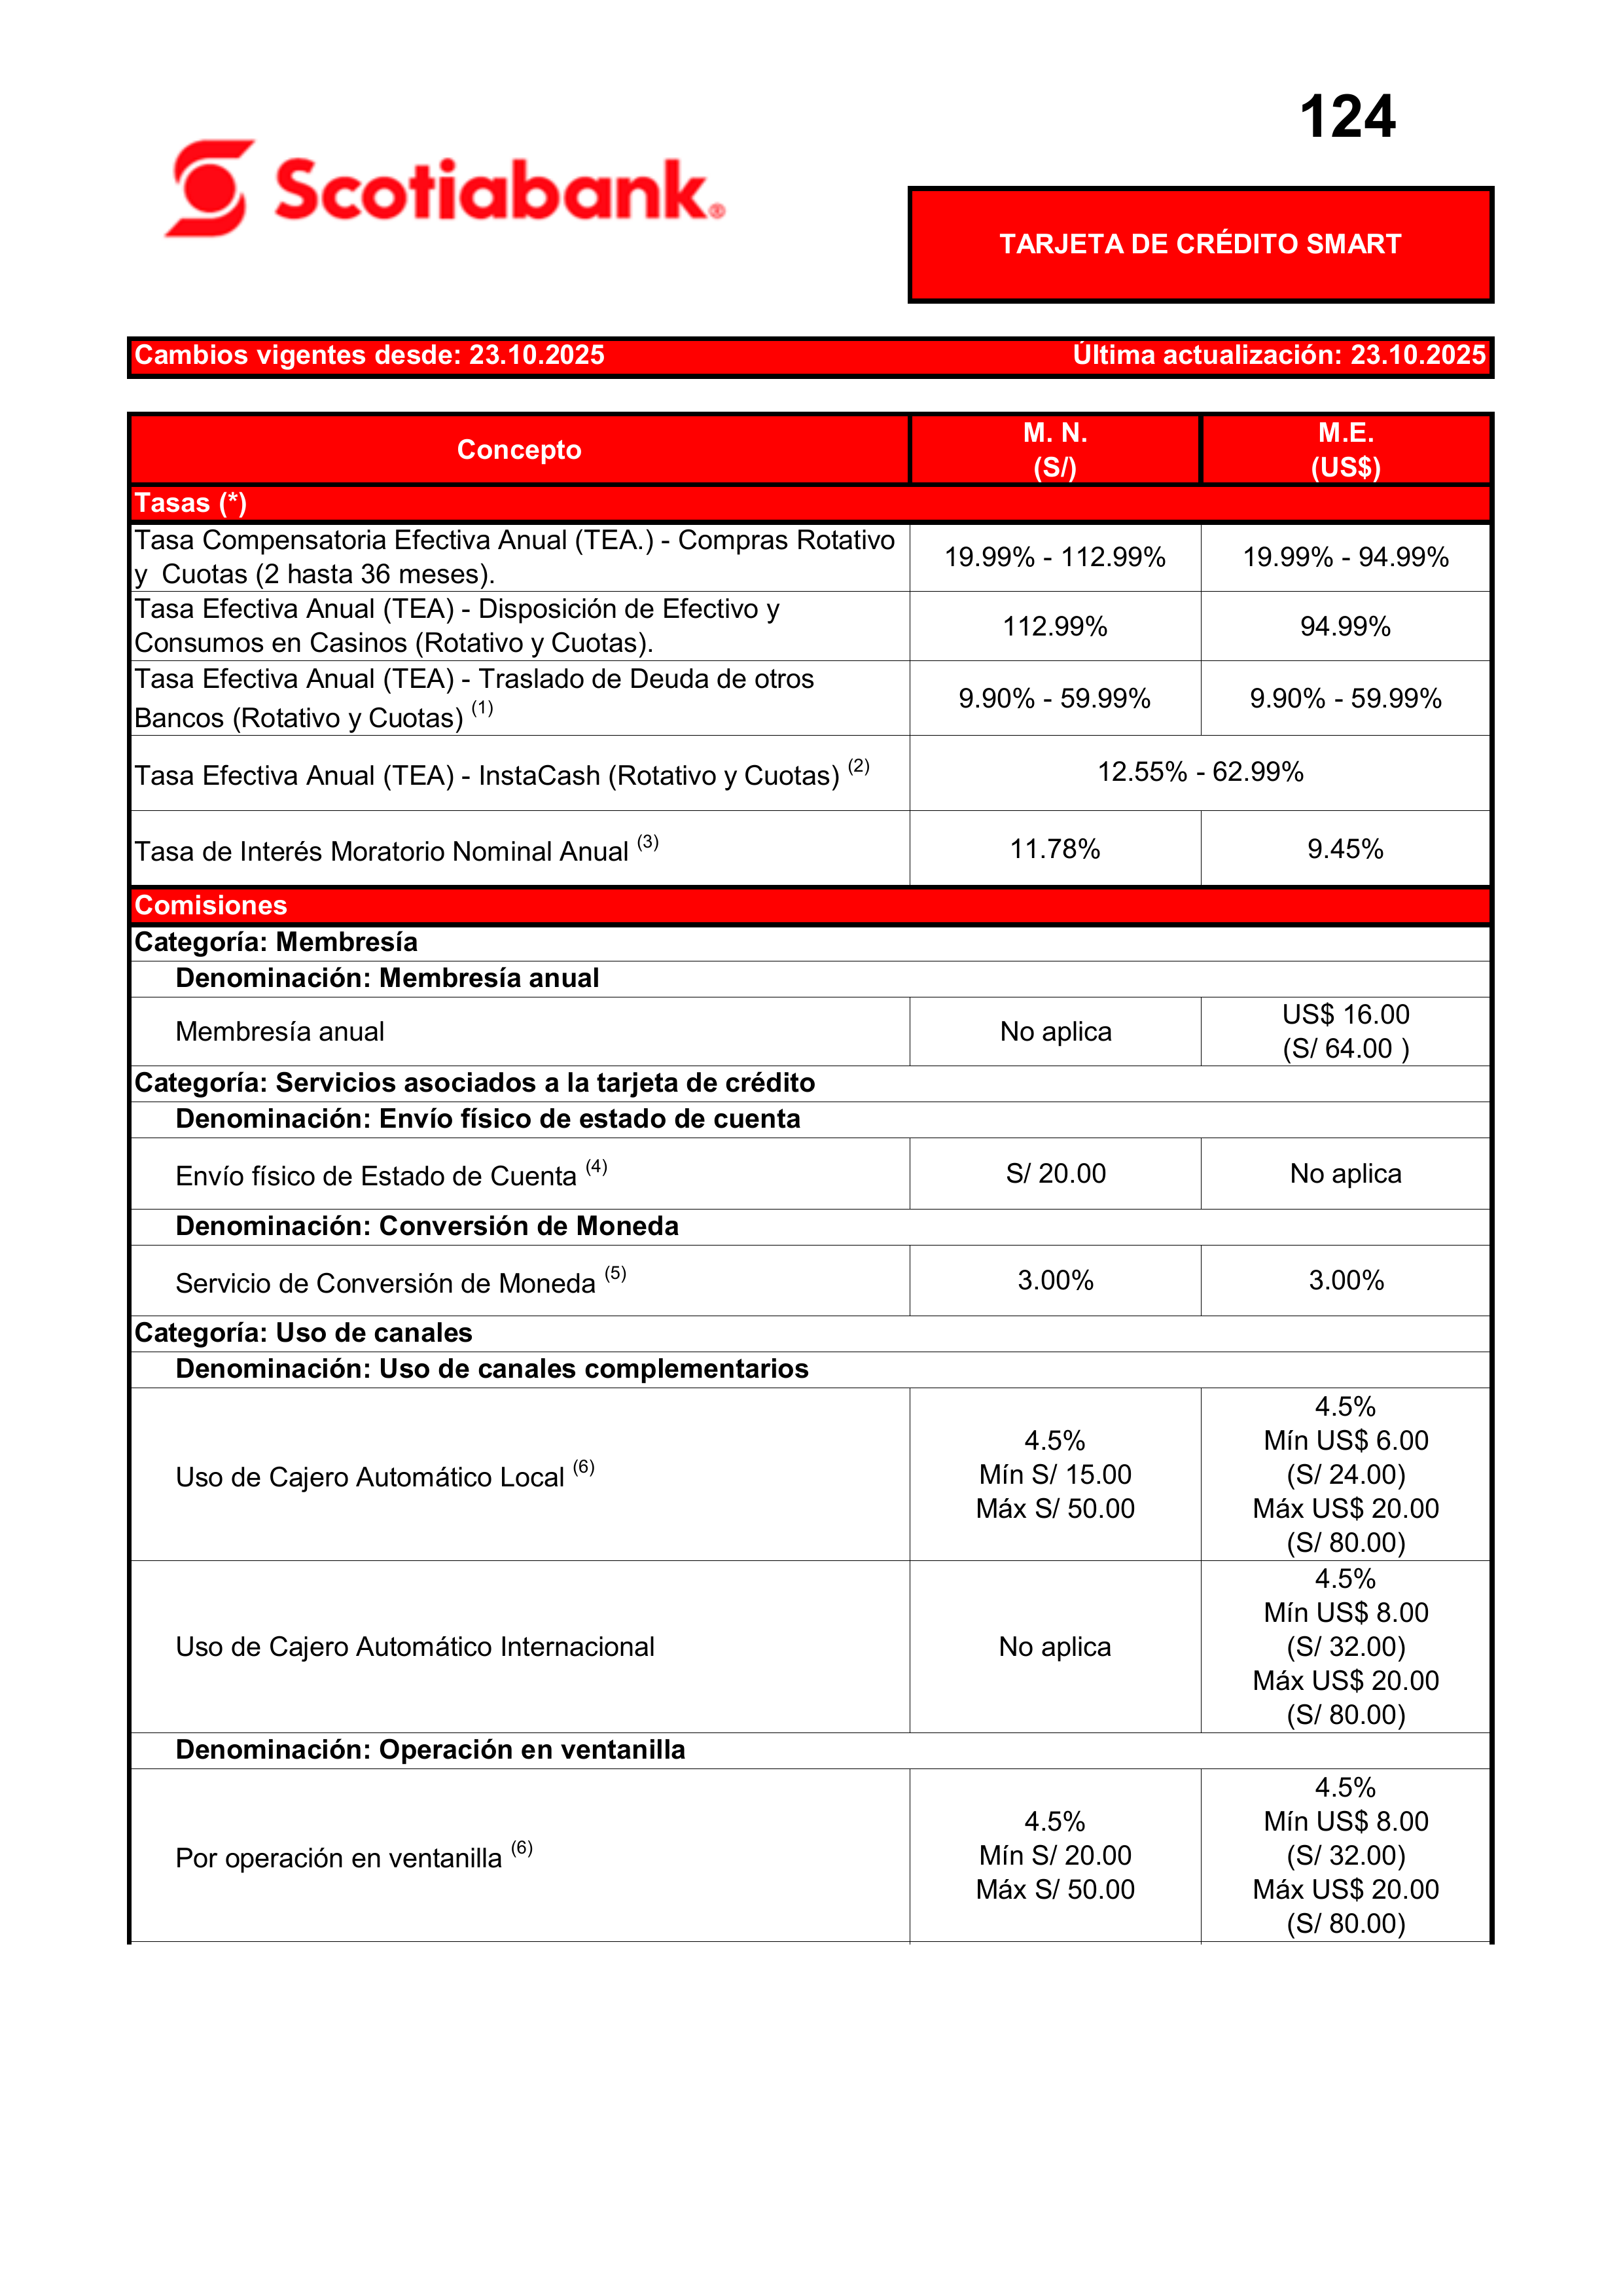 124
Scotiabank®
TARJETA DE CRÉDITO SMART
Cambios vigentes desde: 23.10.2025 Última actualización: 23.10.2025
Concepto
M. N.
(S/)
M.E.
(US$)
Tasas (*)
Tasa Compensatoria Efectiva Anual (TEA.) - Compras Rotativo
y  Cuotas (2 hasta 36 meses).
19.99% - 112.99%
19.99% - 94.99%
Tasa Efectiva Anual (TEA) - Disposición de Efectivo y
Consumos en Casinos (Rotativo y Cuotas).
112.99%
94.99%
Tasa Efectiva Anual (TEA) - Traslado de Deuda de otros
Bancos (Rotativo y Cuotas) (1)
9.90% - 59.99%
9.90% - 59.99%
Tasa Efectiva Anual (TEA) - InstaCash (Rotativo y Cuotas) (2)
12.55% - 62.99%
Tasa de Interés Moratorio Nominal Anual (3)
11.78%
9.45%
Comisiones
Categoría: Membresía
Denominación: Membresía anual
Membresía anual
No aplica
US$ 16.00
(S/ 64.00 )
Categoría: Servicios asociados a la tarjeta de crédito
Denominación: Envío físico de estado de cuenta
Envío físico de Estado de Cuenta (4)
S/ 20.00
No aplica
Denominación: Conversión de Moneda
Servicio de Conversión de Moneda (5)
3.00%
3.00%
Categoría: Uso de canales
Denominación: Uso de canales complementarios
Uso de Cajero Automático Local (6)
4.5%
Mín S/ 15.00
Máx S/ 50.00
4.5%
Mín US$ 6.00
(S/ 24.00)
Máx US$ 20.00
(S/ 80.00)
Uso de Cajero Automático Internacional
No aplica
4.5%
Mín US$ 8.00
(S/ 32.00)
Máx US$ 20.00
(S/ 80.00)
Denominación: Operación en ventanilla
Por operación en ventanilla (6)
4.5%
Mín S/ 20.00
Máx S/ 50.00
4.5%
Mín US$ 8.00
(S/ 32.00)
Máx US$ 20.00
(S/ 80.00)